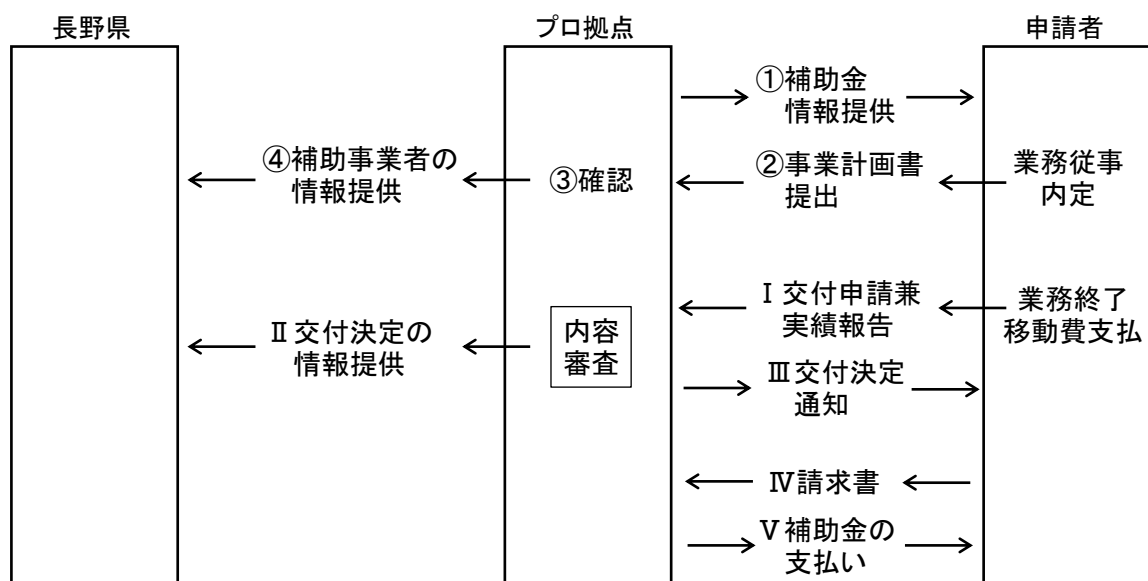 長野県
プロ拠点
申請者
①補助金
情報提供
④補助事業者の
情報提供
③確認
②事業計画書
提出
業務従事
内定
Ⅰ交付申請兼
実績報告
業務終了
移動費支払
Ⅱ交付決定の
情報提供
内容
審査
Ⅲ交付決定
通知
Ⅳ請求書
Ⅴ補助金の
支払い